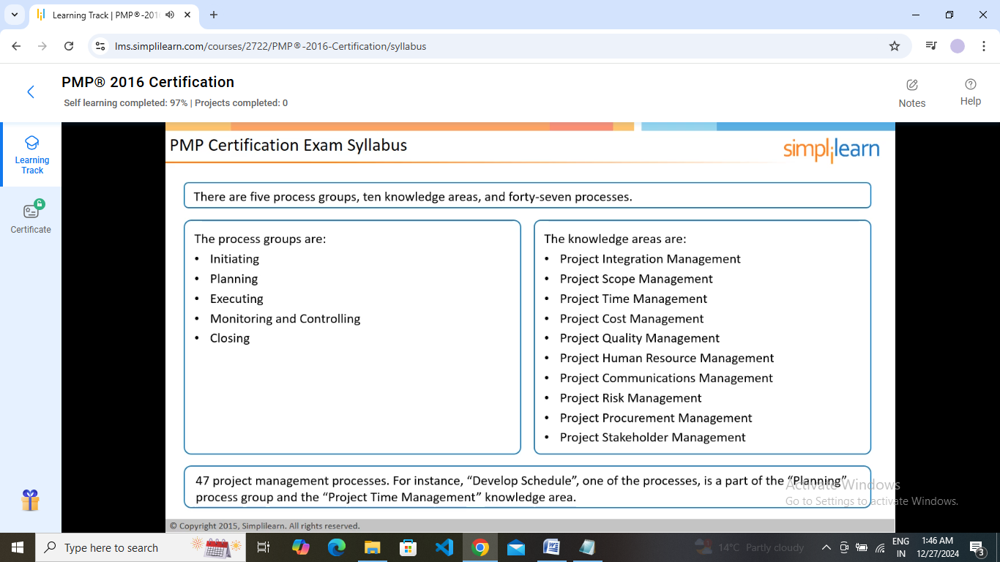 Learning Track | PMP®-201
lms.simplilearn.com/courses/2722/PMP®-2016-Certification/syllabus
PMP® 2016 Certification
Self learning completed: 97% | Projects completed: 0
Notes
Help
Learning
Track
Certificate
PMP Certification Exam Syllabus
simplilearn
There are five process groups, ten knowledge areas, and forty-seven processes.
The process groups are:
• Initiating
• Planning
• Executing
• Monitoring and Controlling
• Closing
The knowledge areas are:
• Project Integration Management
• Project Scope Management
• Project Time Management
• Project Cost Management
• Project Quality Management
• Project Human Resource Management
• Project Communications Management
• Project Risk Management
• Project Procurement Management
• Project Stakeholder Management
47 project management processes. For instance, “Develop Schedule”, one of the processes, is a part of the “Planning”
process group and the “Project Time Management” knowledge area.
Activate Windows
Go to Settings to activate Windows.
© Copyright 2015, Simplilearn. All rights reserved.
Type here to search
14°C Partly cloudy
ENG
IN
1:46 AM
12/27/2024
3